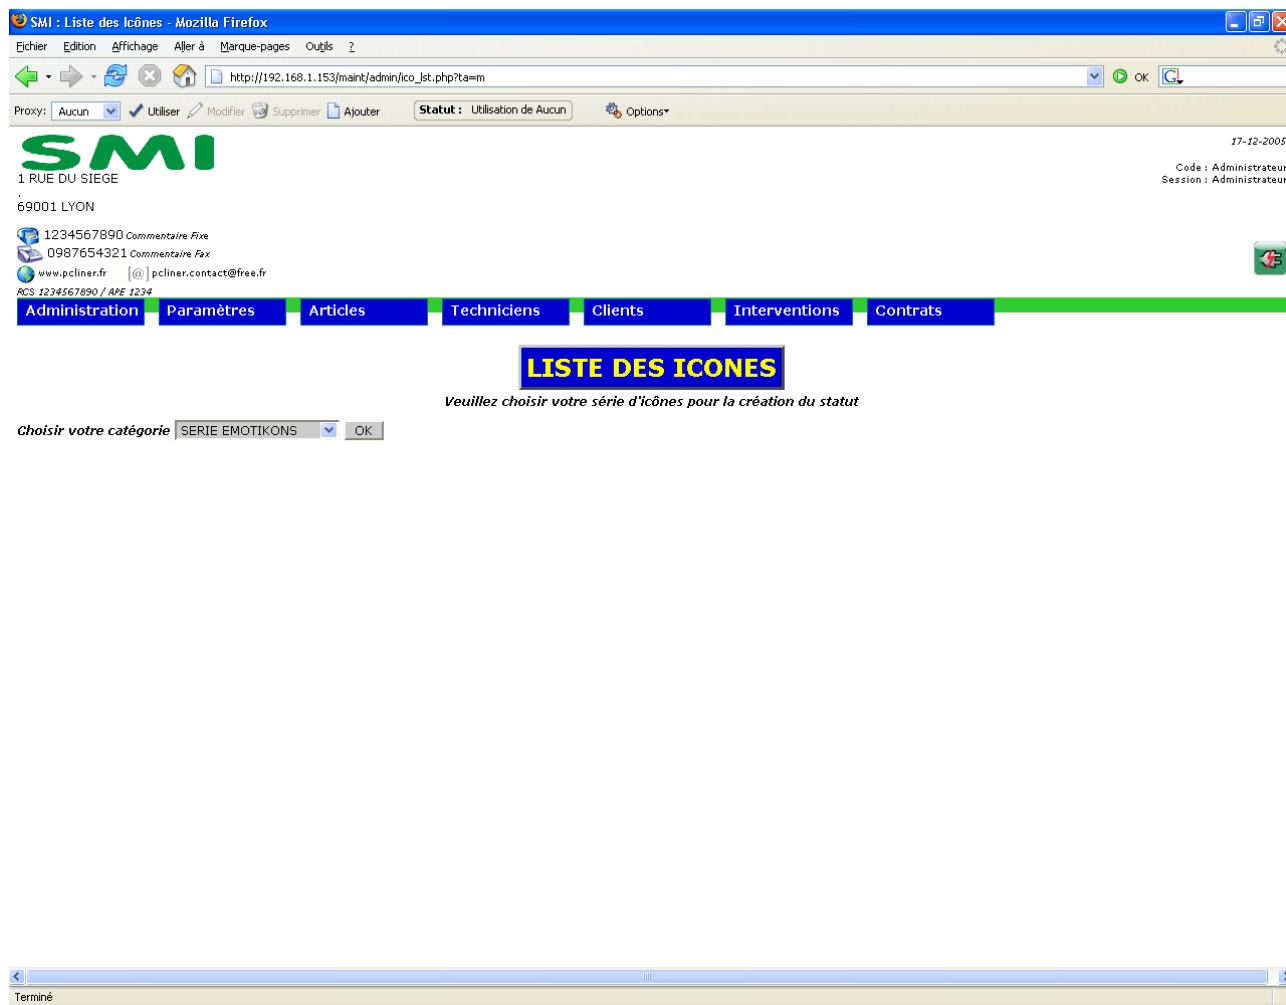 SMI : Liste des Icônes - Mozilla Firefox
Fichier Edition Affichage Aller à Marque-pages Outils ?
http://192.168.1.153/maint/admin/ico_lst.php?ta=m OK G
Proxy: Aucun Utiliser Modifier Supprimer Ajouter Statut : Utilisation de Aucun Options
SMI
17-12-2005
Code : Administrateur
Session : Administrateur
1 RUE DU SIEGE
.
69001 LYON
1234567890 Commentaire Fixe
0987654321 Commentaire Fax
www.pcliner.fr [@] pcliner.contact@free.fr
RCS 1234567890 / APE 1234
Administration Paramètres Articles Techniciens Clients Interventions Contrats
LISTE DES ICONES
Veuillez choisir votre série d'icônes pour la création du statut
Choisir votre catégorie SERIE EMOTIKONS OK
Terminé